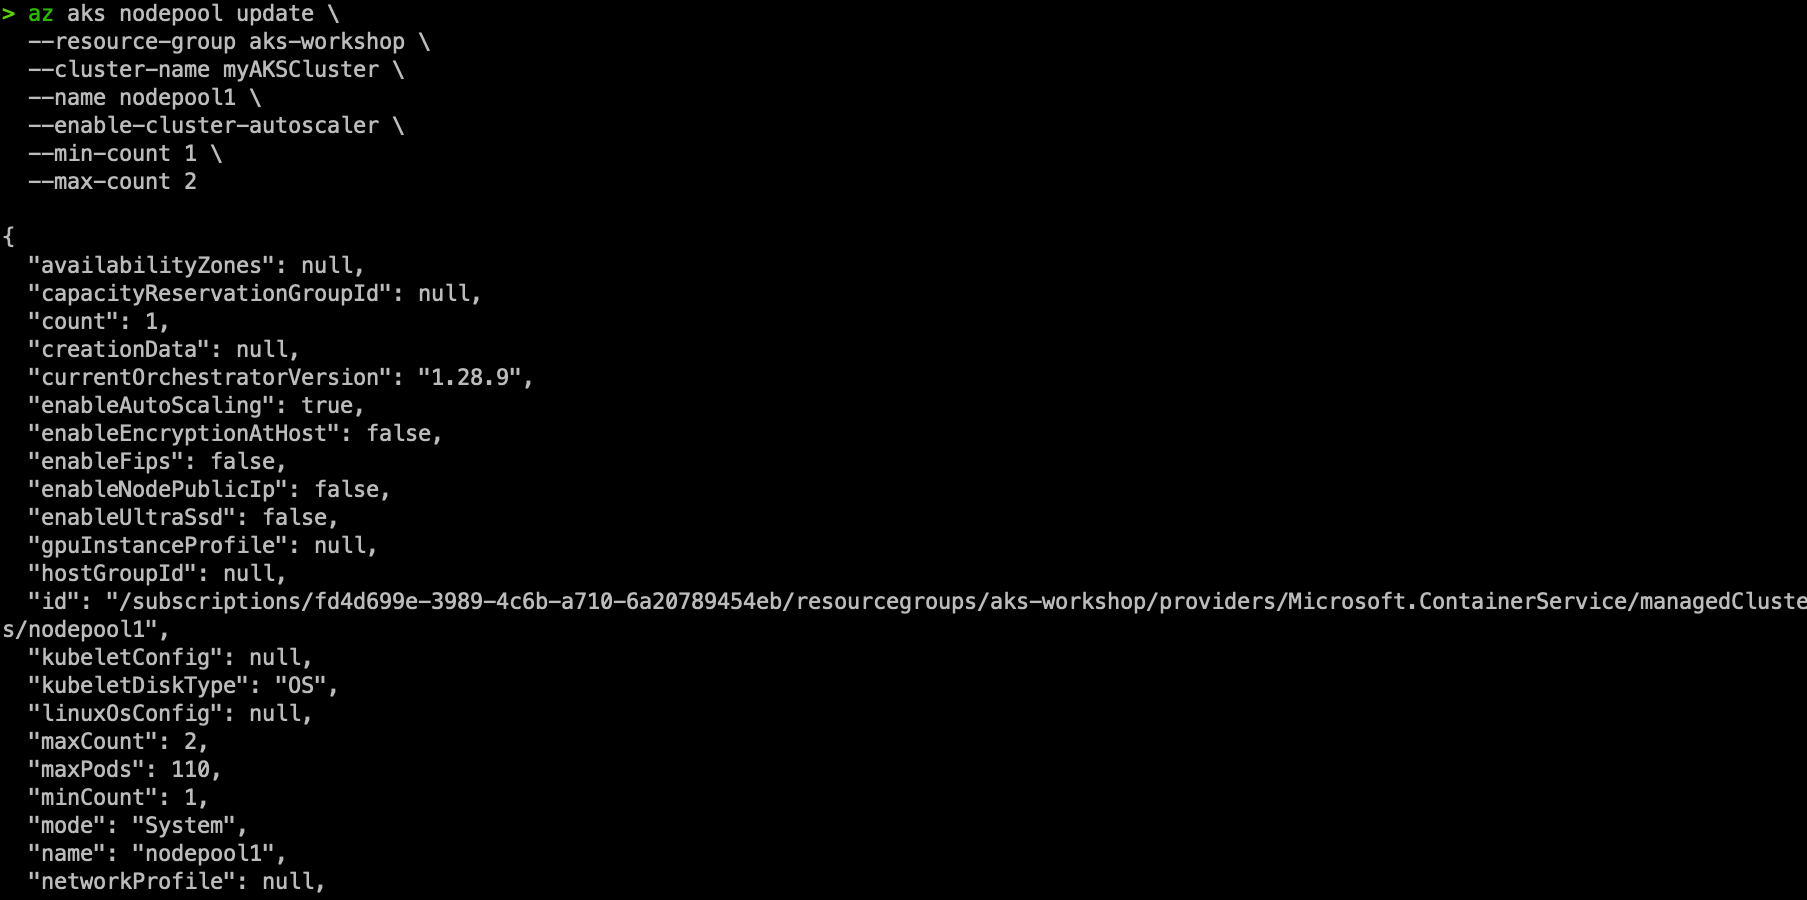 > az aks nodepool update \
  --resource-group aks-workshop \
  --cluster-name myAKSCluster \
  --name nodepool1 \
  --enable-cluster-autoscaler \
  --min-count 1 \
  --max-count 2
{
  "availabilityZones": null,
  "capacityReservationGroupId": null,
  "count": 1,
  "creationData": null,
  "currentOrchestratorVersion": "1.28.9",
  "enableAutoScaling": true,
  "enableEncryptionAtHost": false,
  "enableFips": false,
  "enableNodePublicIp": false,
  "enableUltraSsd": false,
  "gpuInstanceProfile": null,
  "hostGroupId": null,
  "id": "/subscriptions/fd4d699e-3989-4c6b-a710-6a20789454eb/resourcegroups/aks-workshop/providers/Microsoft.ContainerService/managedCluste
s/nodepool1",
  "kubeletConfig": null,
  "kubeletDiskType": "OS",
  "linuxOsConfig": null,
  "maxCount": 2,
  "maxPods": 110,
  "minCount": 1,
  "mode": "System",
  "name": "nodepool1",
  "networkProfile": null,